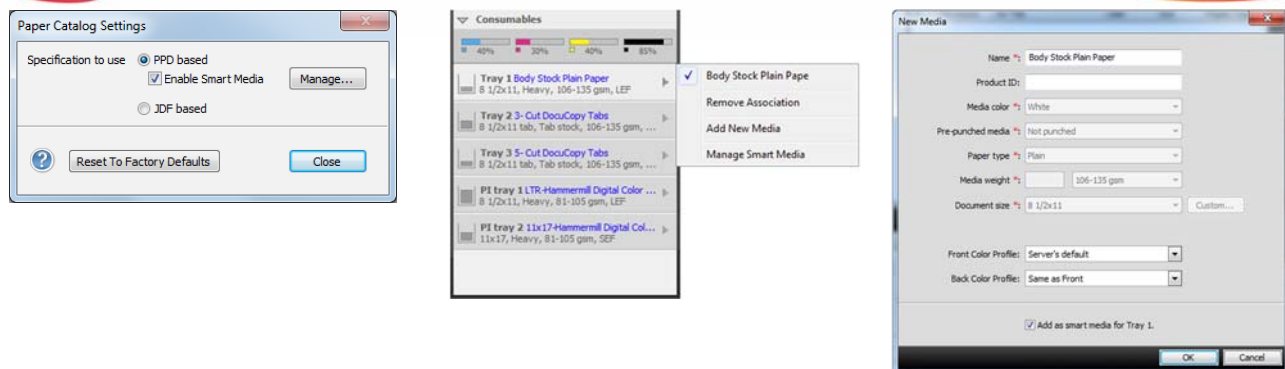 Paper Catalog Settings
Specification to use
PPD based
Enable Smart Media
Manage...
JDF based
Reset To Factory Defaults
Close
Consumables
40%
30%
40%
85%
Tray 1 Body Stock Plain Paper
8 1/2x11, Heavy, 106-135 gsm, LEF
Tray 2 3- Cut DocuCopy Tabs
8 1/2x11 tab, Tab stock, 106-135 gsm, ...
Tray 3 5- Cut DocuCopy Tabs
8 1/2x11 tab, Tab stock, 106-135 gsm, ...
PI tray 1 LTR-Hammermill Digital Color ...
8 1/2x11, Heavy, 81-105 gsm, LEF
PI tray 2 11x17-Hammermill Digital Col...
11x17, Heavy, 81-105 gsm, SEF
Body Stock Plain Pape
Remove Association
Add New Media
Manage Smart Media
New Media
Name *: Body Stock Plain Paper
Product ID:
Media color *: White
Pre-punched media *: Not punched
Paper type *: Plain
Media weight *: 106-135 gsm
Document size *: 8 1/2x11 Custom...
Front Color Profile: Server's default
Back Color Profile: Same as Front
Add as smart media for Tray 1.
OK Cancel